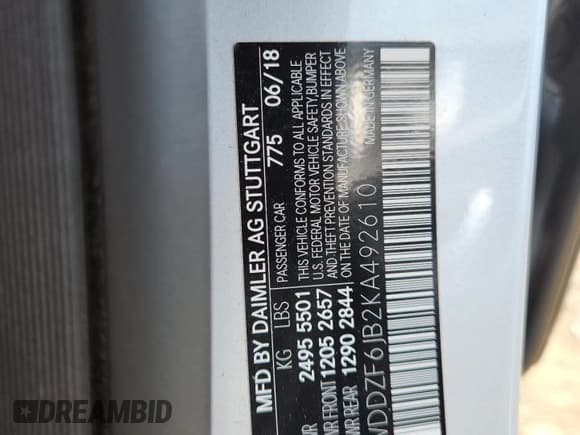 MFD BY DAIMLER AG STUTTGART
775 06/18
KG LBS PASSENGER CAR
2495 5501
FRONT 1205 2657
REAR 1290 2844
THIS VEHICLE CONFORMS TO ALL APPLICABLE
U.S. FEDERAL MOTOR VEHICLE SAFETY, BUMPER
AND THEFT PREVENTION STANDARDS IN EFFECT
ON THE DATE OF MANUFACTURE SHOWN ABOVE
MADE IN GERMANY
WDDZF6JB2KA492610
DREAMBID